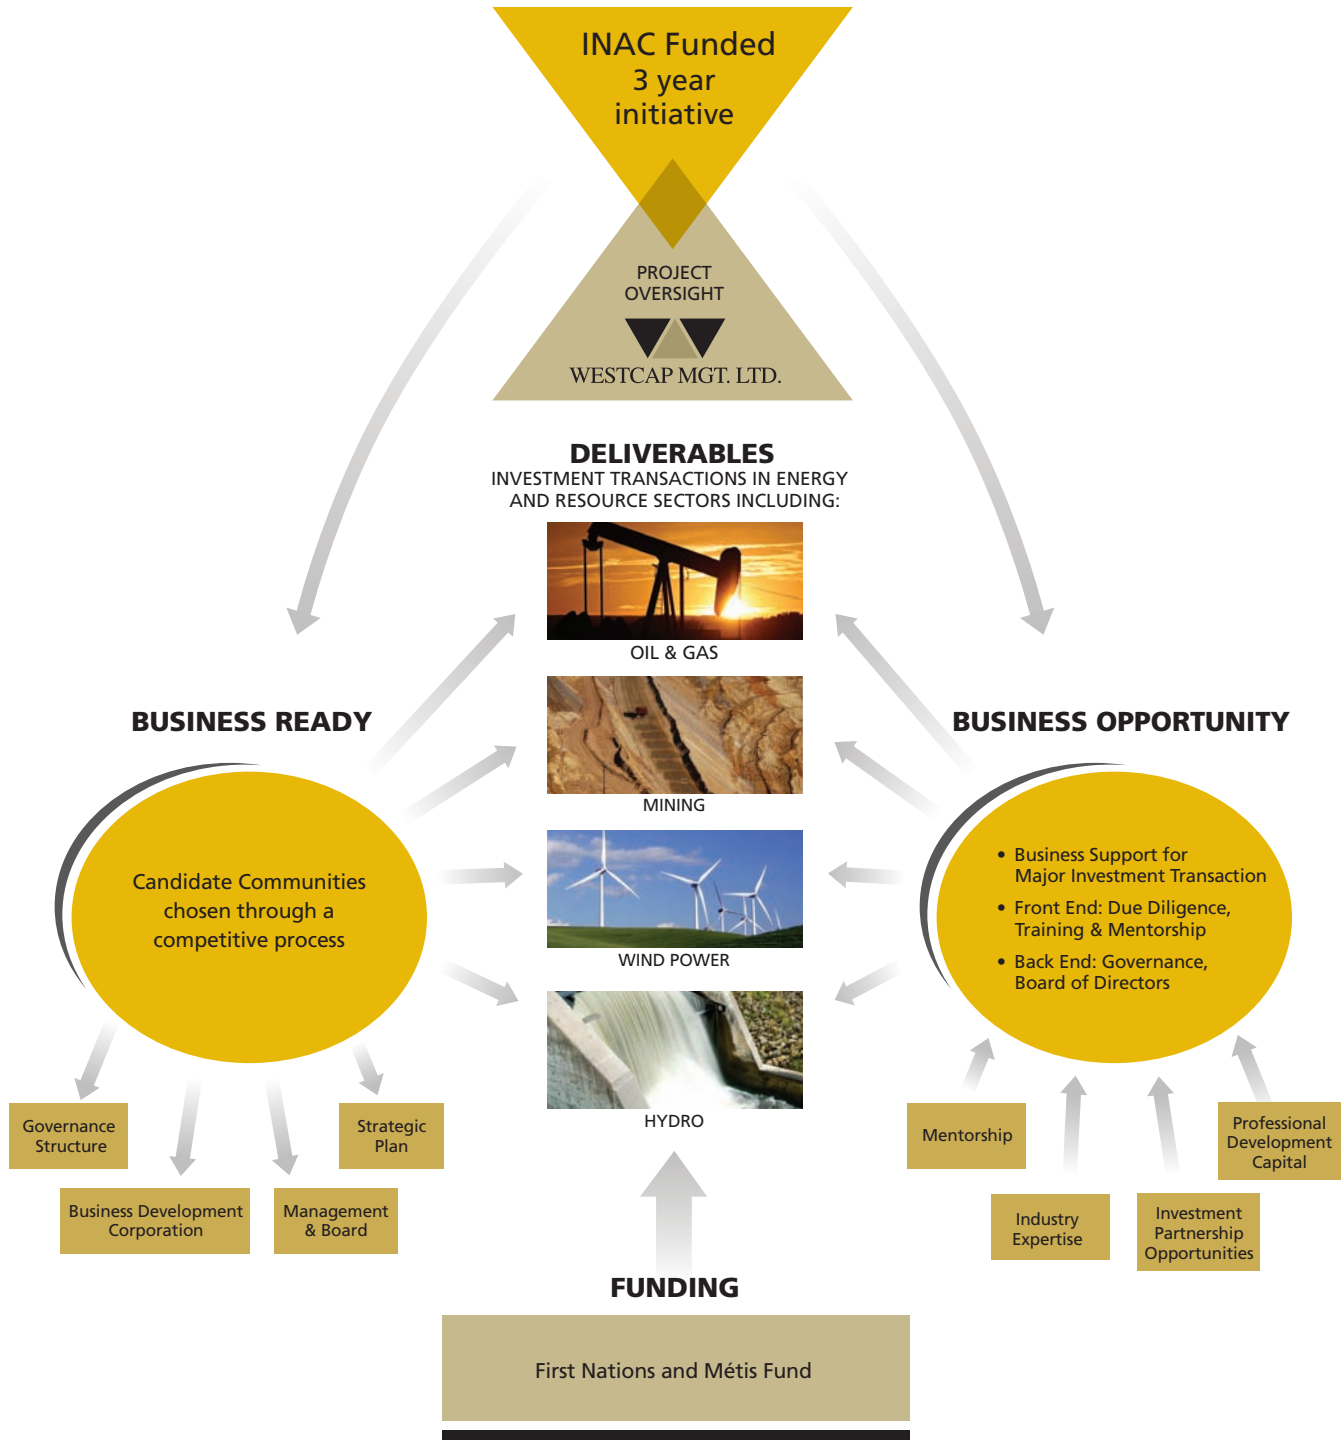 INAC Funded
3 year
initiative
PROJECT
OVERSIGHT
WESTCAP MGT. LTD.
DELIVERABLES
INVESTMENT TRANSACTIONS IN ENERGY
AND RESOURCE SECTORS INCLUDING:
OIL & GAS
MINING
WIND POWER
HYDRO
BUSINESS READY
Candidate Communities
chosen through a
competitive process
Governance
Structure
Business Development
Corporation
Management
& Board
Strategic
Plan
BUSINESS OPPORTUNITY
• Business Support for
Major Investment Transaction
• Front End: Due Diligence,
Training & Mentorship
• Back End: Governance,
Board of Directors
Mentorship
Industry
Expertise
Investment
Partnership
Opportunities
Professional
Development
Capital
FUNDING
First Nations and Métis Fund